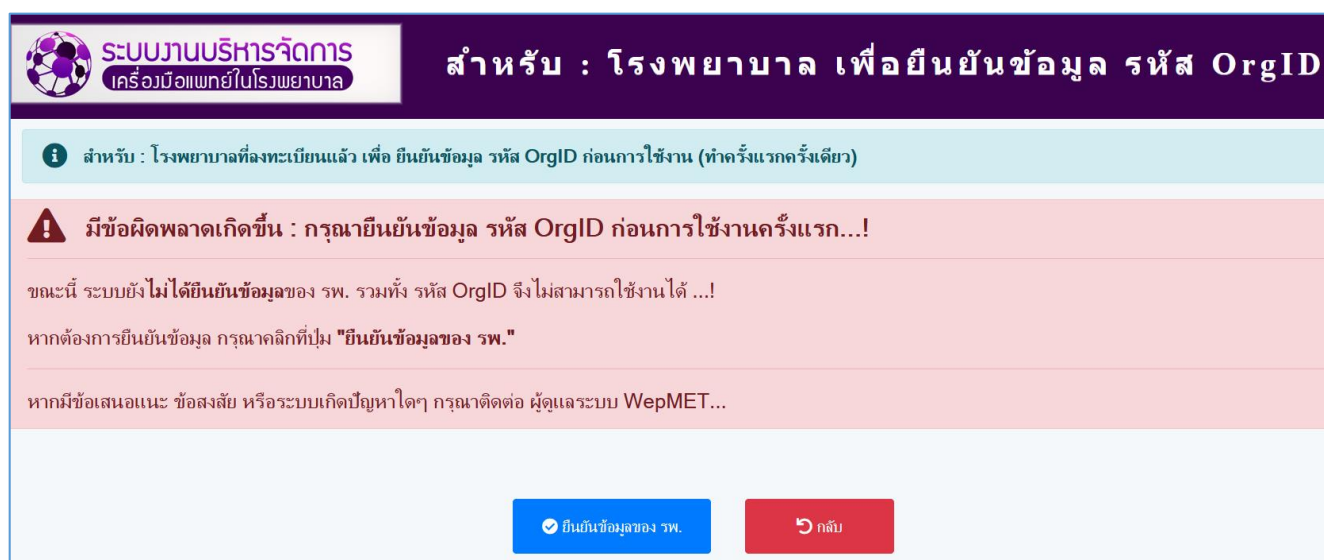 ระบบงานบริหารจัดการ
เครื่องมือแพทย์ในโรงพยาบาล
สำหรับ : โรงพยาบาล เพื่อยืนยันข้อมูล รหัส OrgID
สำหรับ : โรงพยาบาลที่ลงทะเบียนแล้ว เพื่อ ยืนยันข้อมูล รหัส OrgID ก่อนการใช้งาน (ทำครั้งแรกครั้งเดียว)
มีข้อผิดพลาดเกิดขึ้น : กรุณายืนยันข้อมูล รหัส OrgID ก่อนการใช้งานครั้งแรก...!
ขณะนี้ ระบบยังไม่ได้ยืนยันข้อมูลของ รพ. รวมทั้ง รหัส OrgID จึงไม่สามารถใช้งานได้ ...!
หากต้องการยืนยันข้อมูล กรุณาคลิกที่ปุ่ม "ยืนยันข้อมูลของ รพ."
หากมีข้อเสนอแนะ ข้อสงสัย หรือระบบเกิดปัญหาใดๆ กรุณาติดต่อ ผู้ดูแลระบบ WepMET...
ยืนยันข้อมูลของ รพ.
กลับ